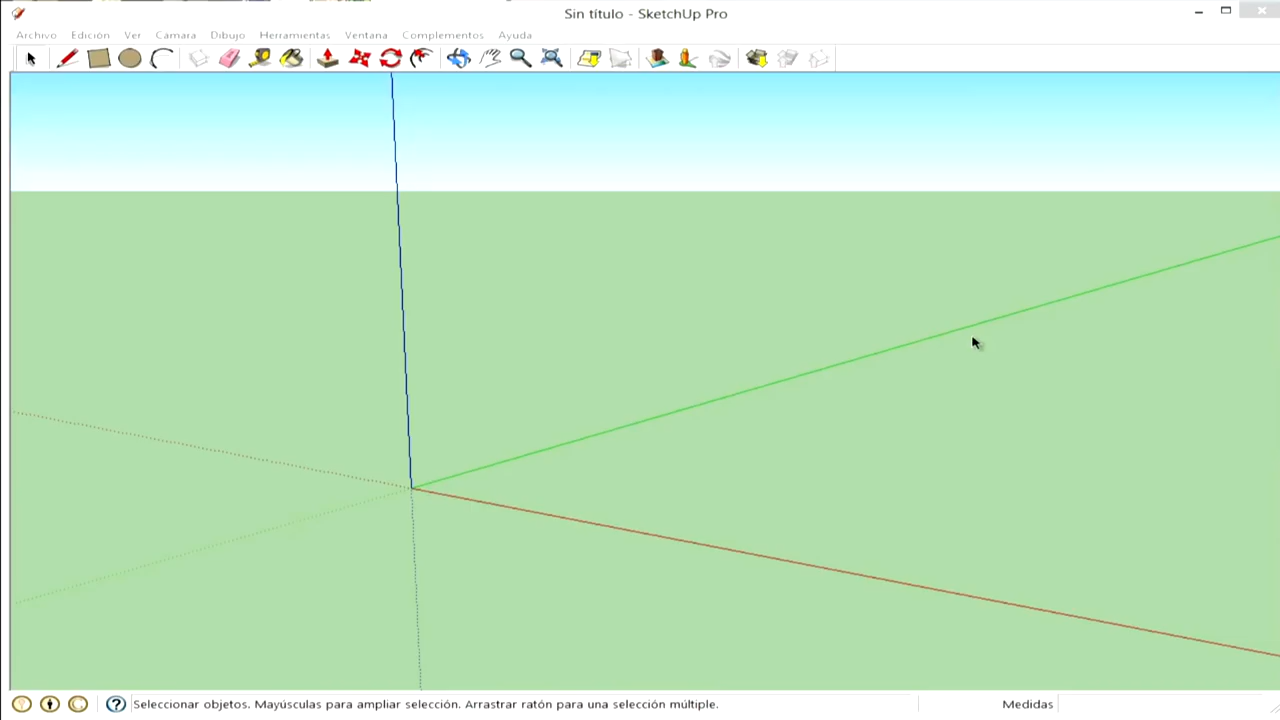 Sin título - SketchUp Pro
Archivo Edición Ver Cámara Dibujo Herramientas Ventana Complementos Ayuda
Seleccionar objetos. Mayúsculas para ampliar selección. Arrastrar ratón para una selección múltiple. Medidas